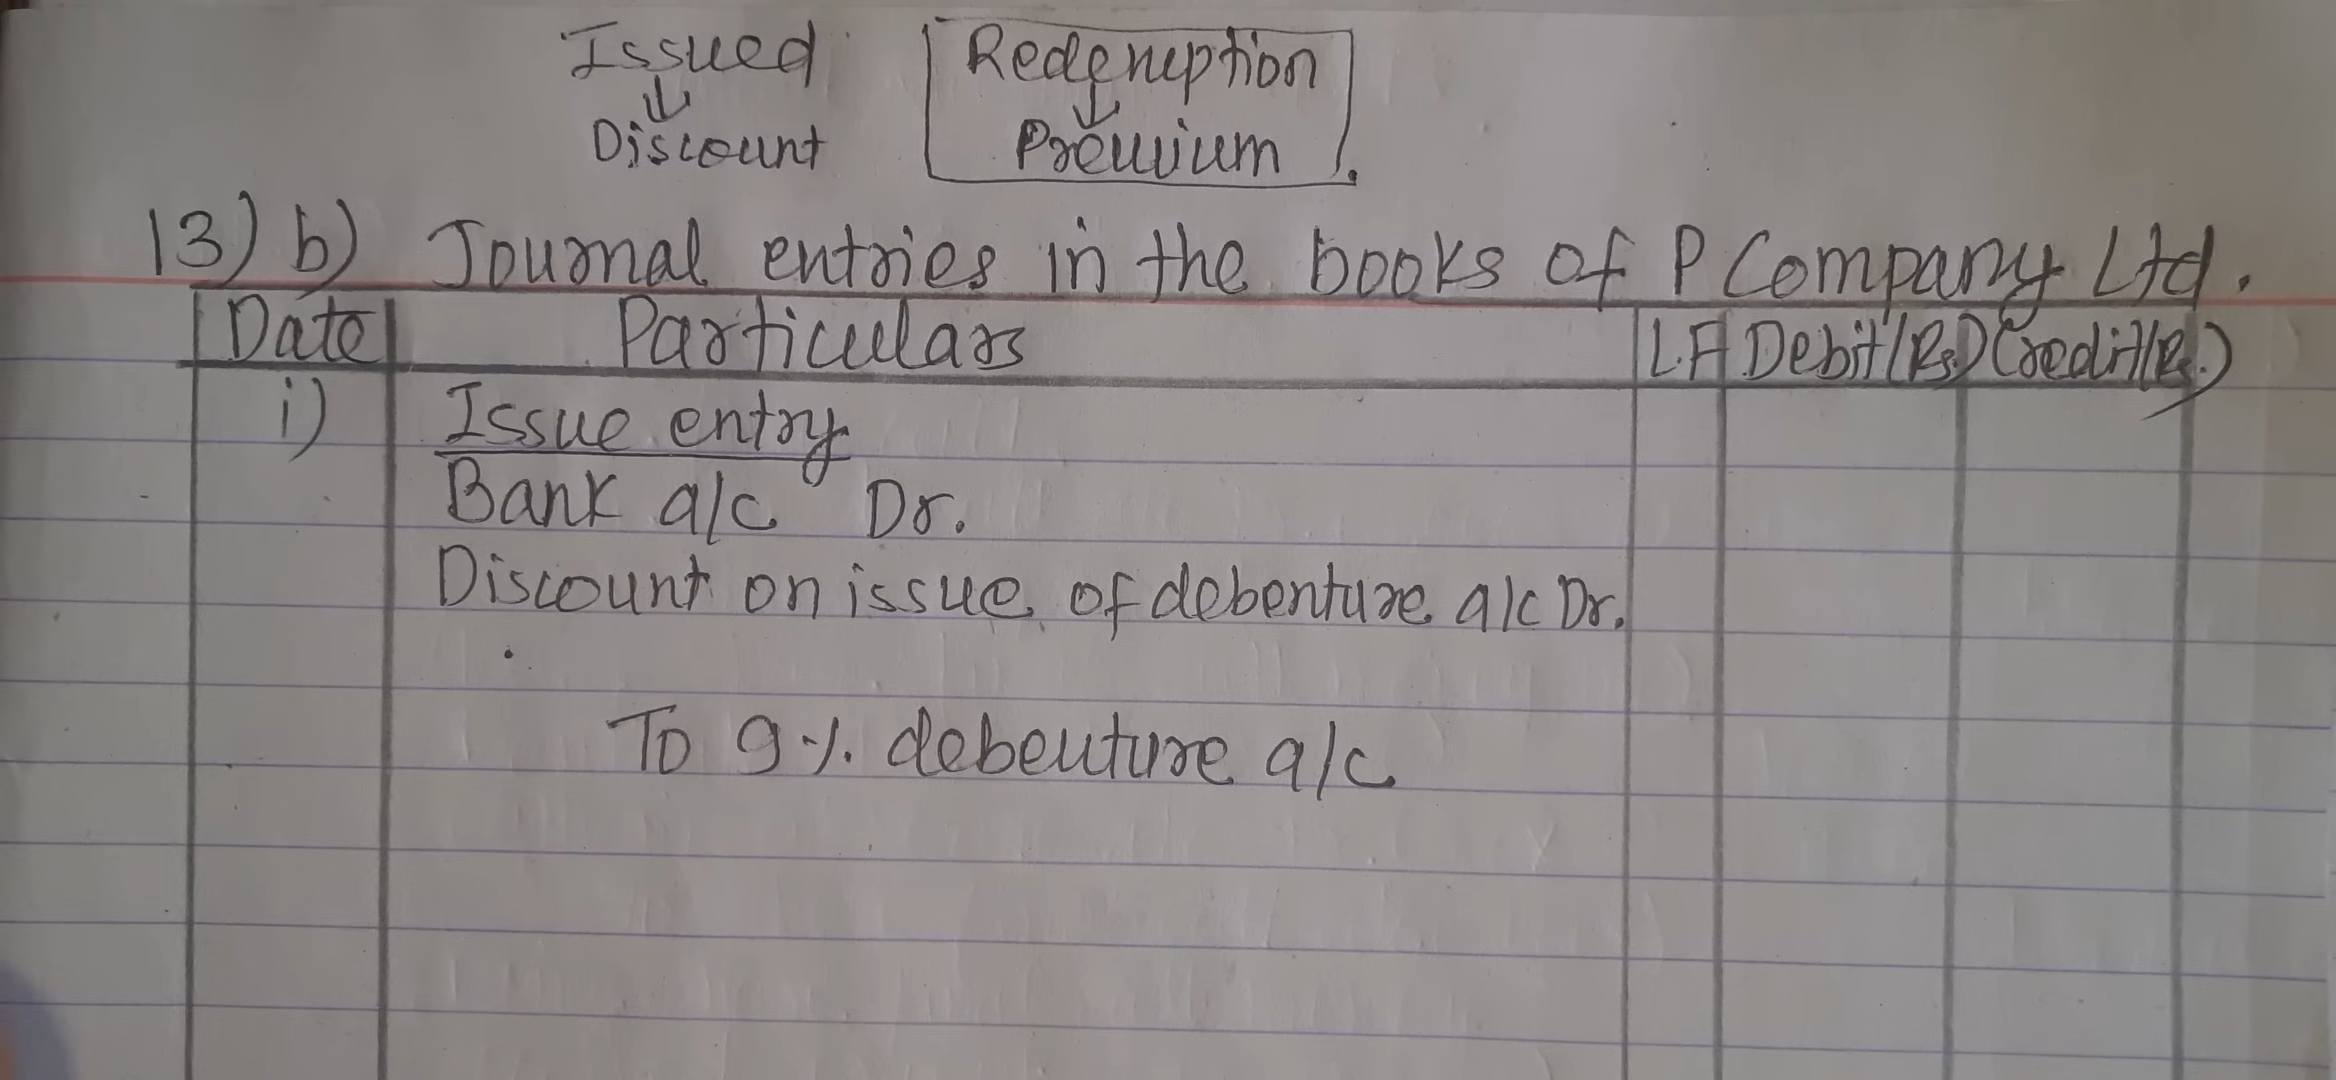 Issued Redemption
Discount Premium
13) b) Journal entries in the books of P Company Ltd.
Date Particulars L.F Debit(Rs.) Credit(Rs.)
i) Issue entry
Bank a/c Dr.
Discount on issue of debenture a/c Dr.
To 9%. debenture a/c